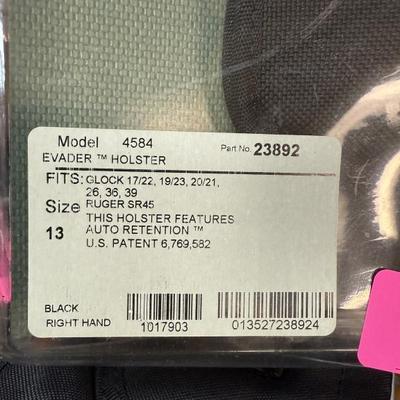 Model 4584 Part No. 23892
EVADER ™ HOLSTER
FITS: GLOCK 17/22, 19/23, 20/21,
26, 36, 39
Size RUGER SR45
THIS HOLSTER FEATURES
13 AUTO RETENTION ™
U.S. PATENT 6,769,582
BLACK
RIGHT HAND 1017903 013527238924